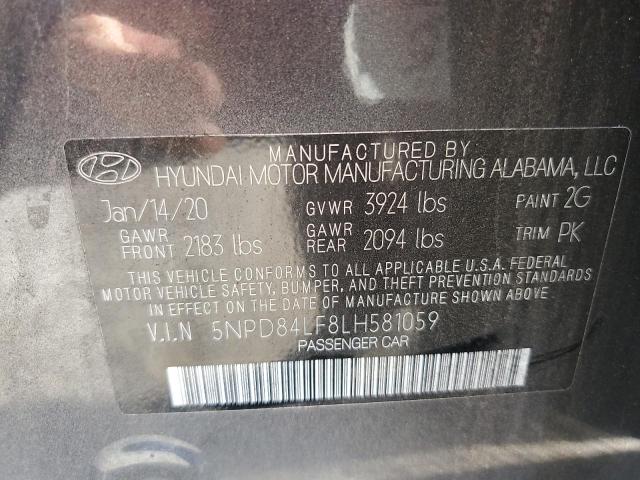 MANUFACTURED BY
HYUNDAI MOTOR MANUFACTURING ALABAMA, LLC
Jan/14/20 GVWR 3924 lbs PAINT 2G
GAWR FRONT 2183 lbs GAWR REAR 2094 lbs TRIM PK
THIS VEHICLE CONFORMS TO ALL APPLICABLE U.S.A. FEDERAL
MOTOR VEHICLE SAFETY, BUMPER, AND THEFT PREVENTION STANDARDS
IN EFFECT ON THE DATE OF MANUFACTURE SHOWN ABOVE.
V.I.N 5NPD84LF8LH581059
PASSENGER CAR